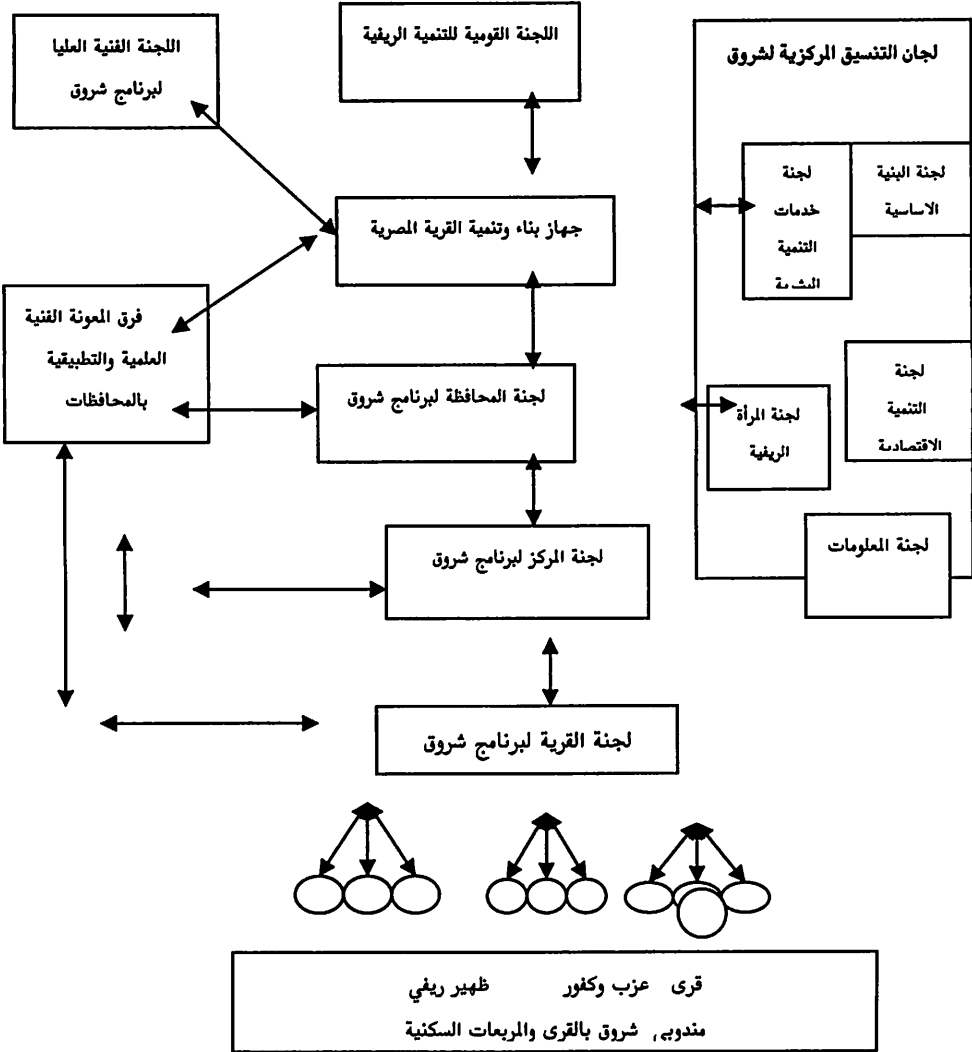 اللجنة القومية للتنمية الريفية
اللجنة الفنية العليا
لبرنامج شروق
لجان التنسيق المركزية لشروق
لجنة البنية
الاساسية
لجنة
خدمات
التنمية
البشرية
جهاز بناء وتنمية القرية المصرية
فرق المعونة الفنية
العلمية والتطبيقية
بالمحافظات
لجنة المحافظة لبرنامج شروق
لجنة
التنمية
الاقتصادية
لجنة المرأة
الريفية
لجنة المعلومات
لجنة المركز لبرنامج شروق
لجنة القرية لبرنامج شروق
قرى عزب وكفور ظهير ريفي
مندوبي شروق بالقرى والمربعات السكنية